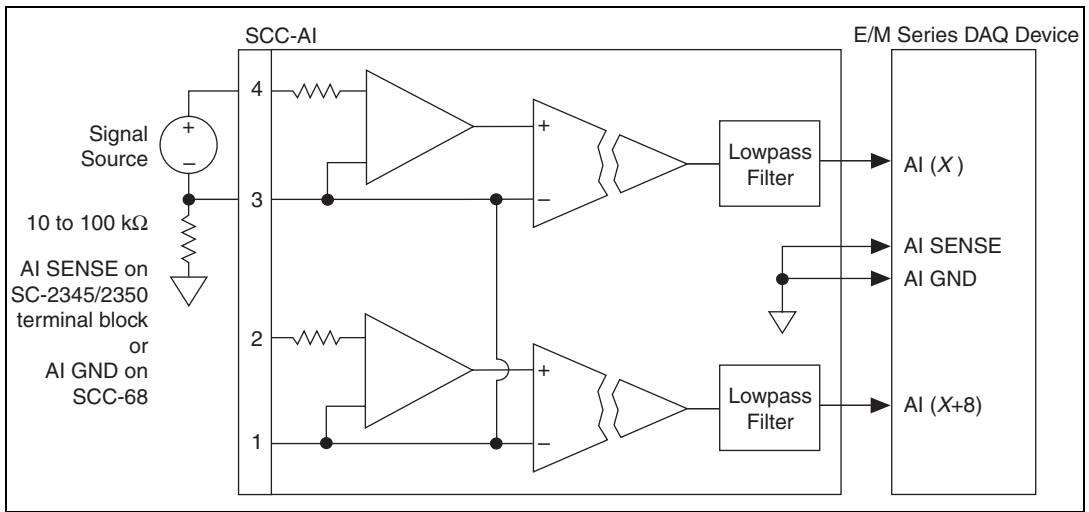 SCC-AI
E/M Series DAQ Device
4
+
Signal
Source
–
3
10 to 100 kΩ
AI SENSE on
SC-2345/2350
terminal block
or
AI GND on
SCC-68
2
1
+
–
Lowpass
Filter
AI (X)
AI SENSE
AI GND
+
–
Lowpass
Filter
AI (X+8)